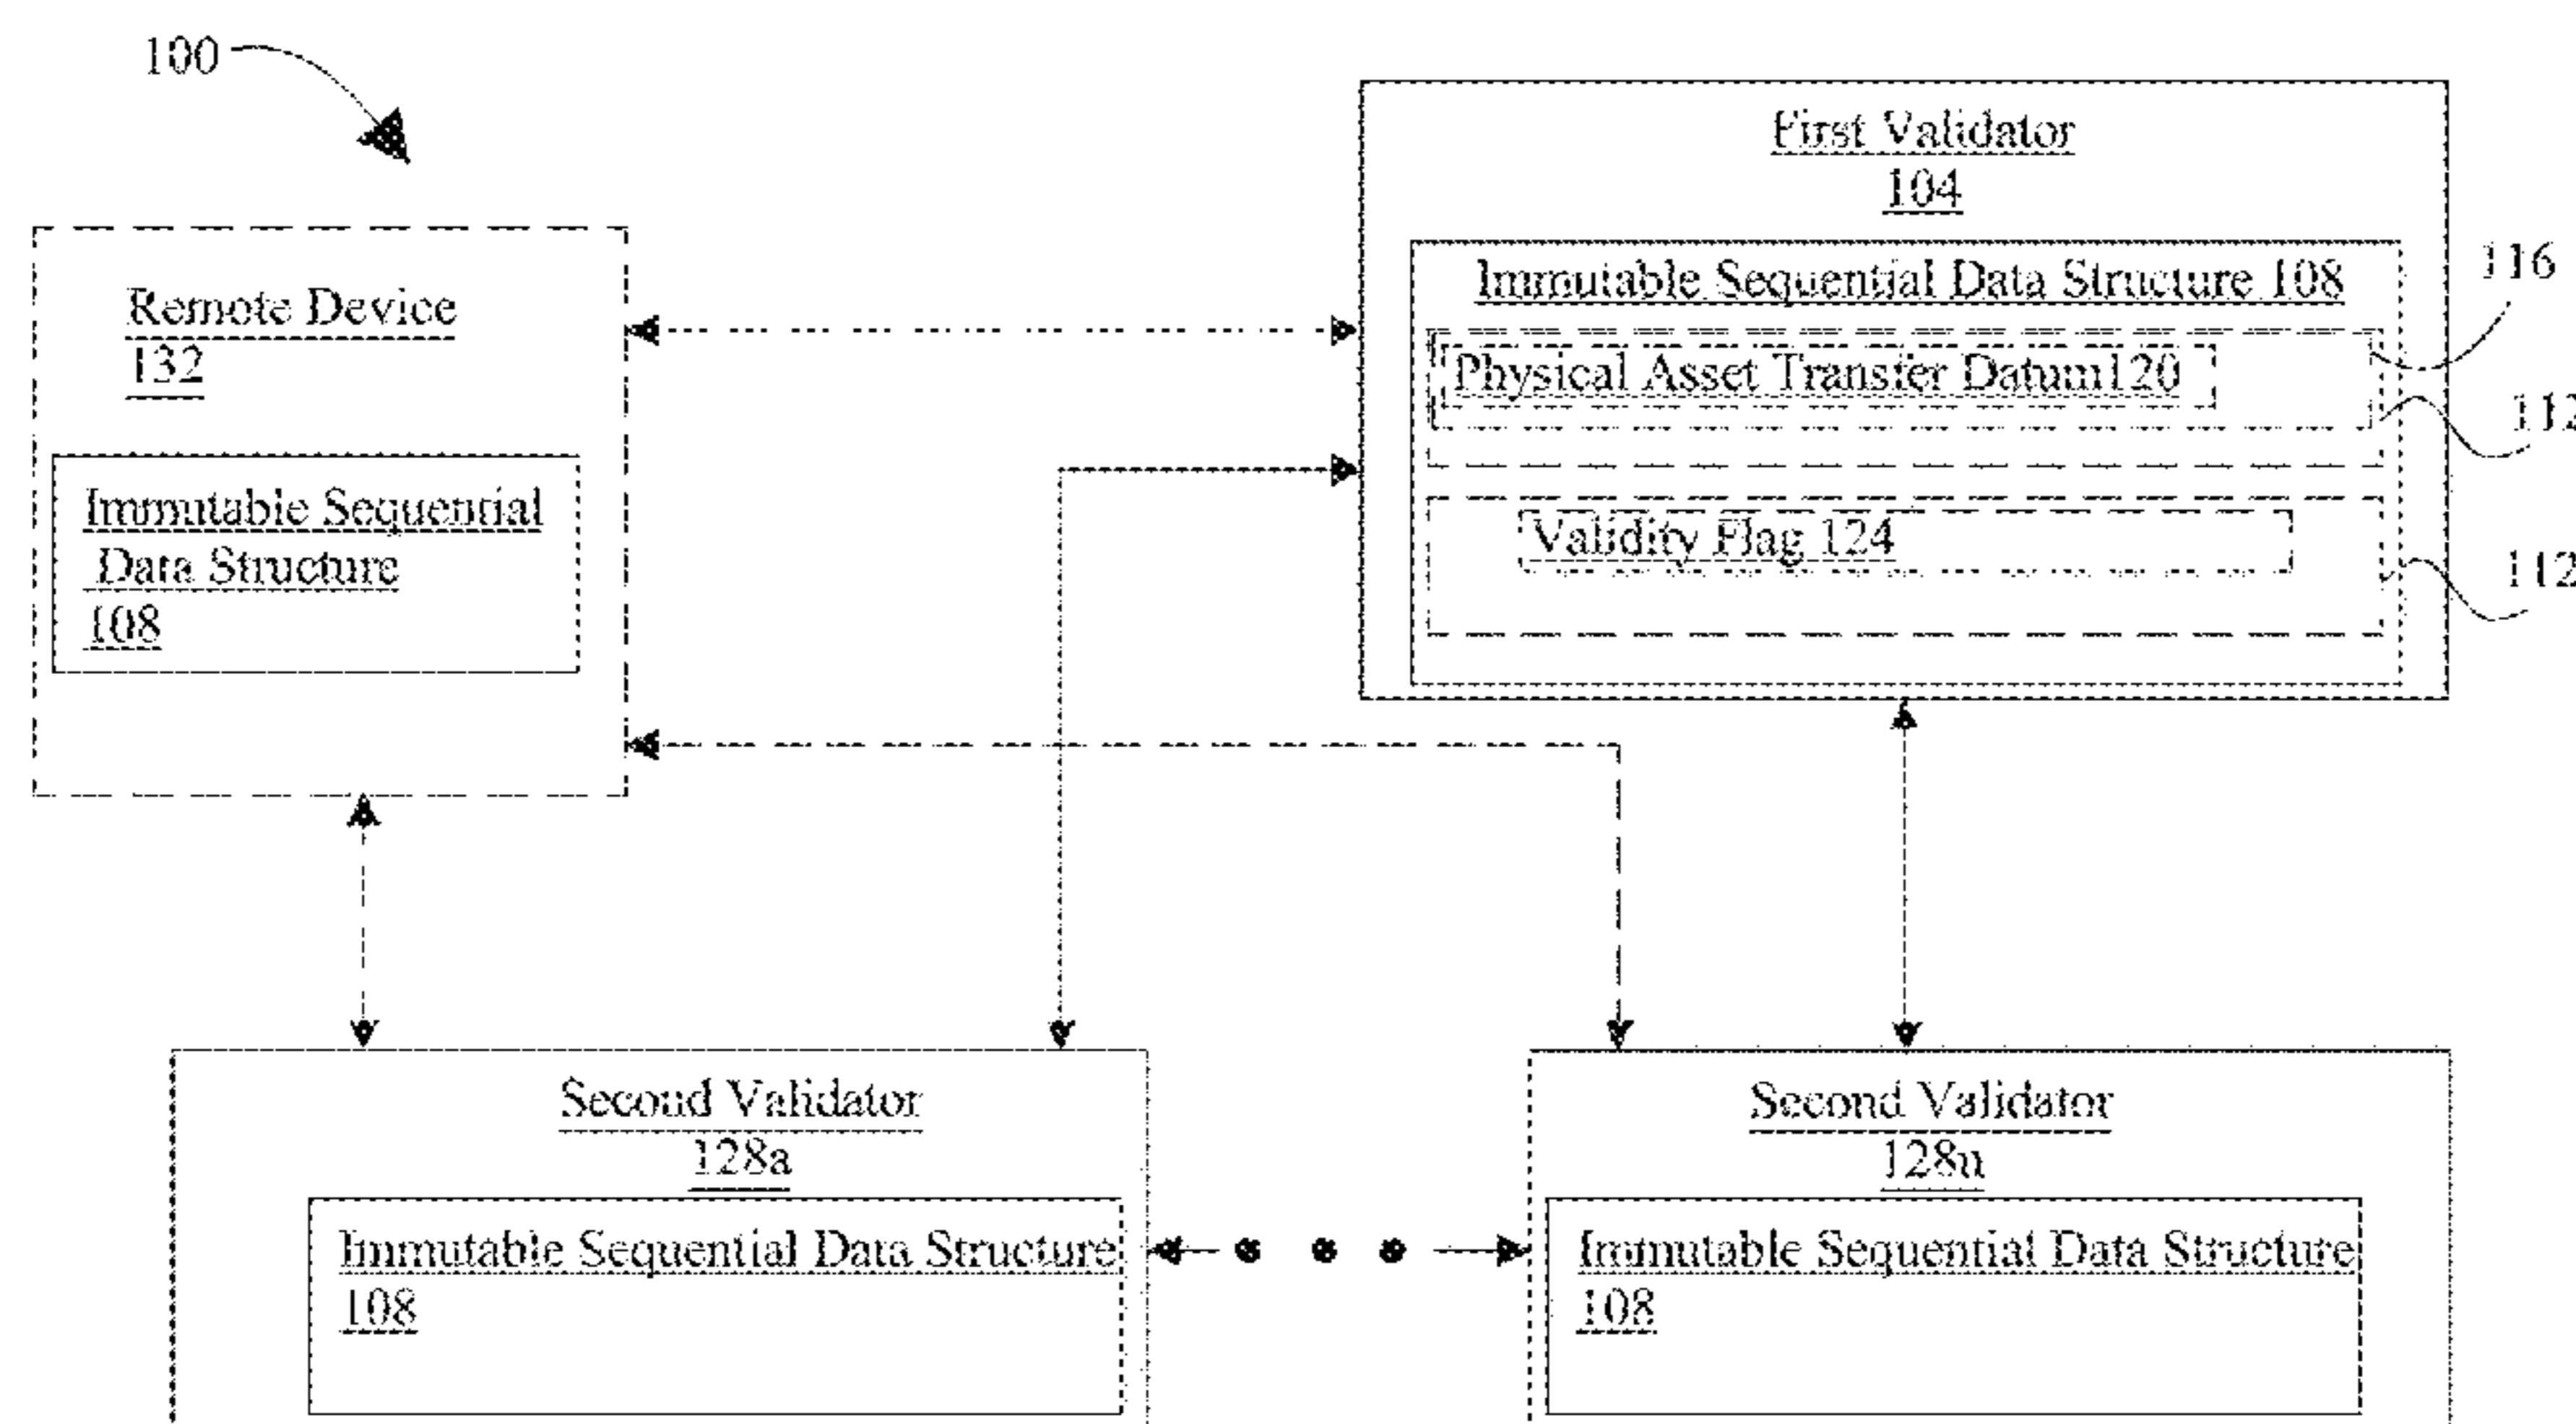 100
First Validator
104
Immutable Sequential Data Structure 108
116
Physical Asset Transfer Datum120
112
Validity Flag 124
112
Remote Device
132
Immutable Sequential
Data Structure
108
Second Validator
128a
Immutable Sequential Data Structure
108
Second Validator
128n
Immutable Sequential Data Structure
108